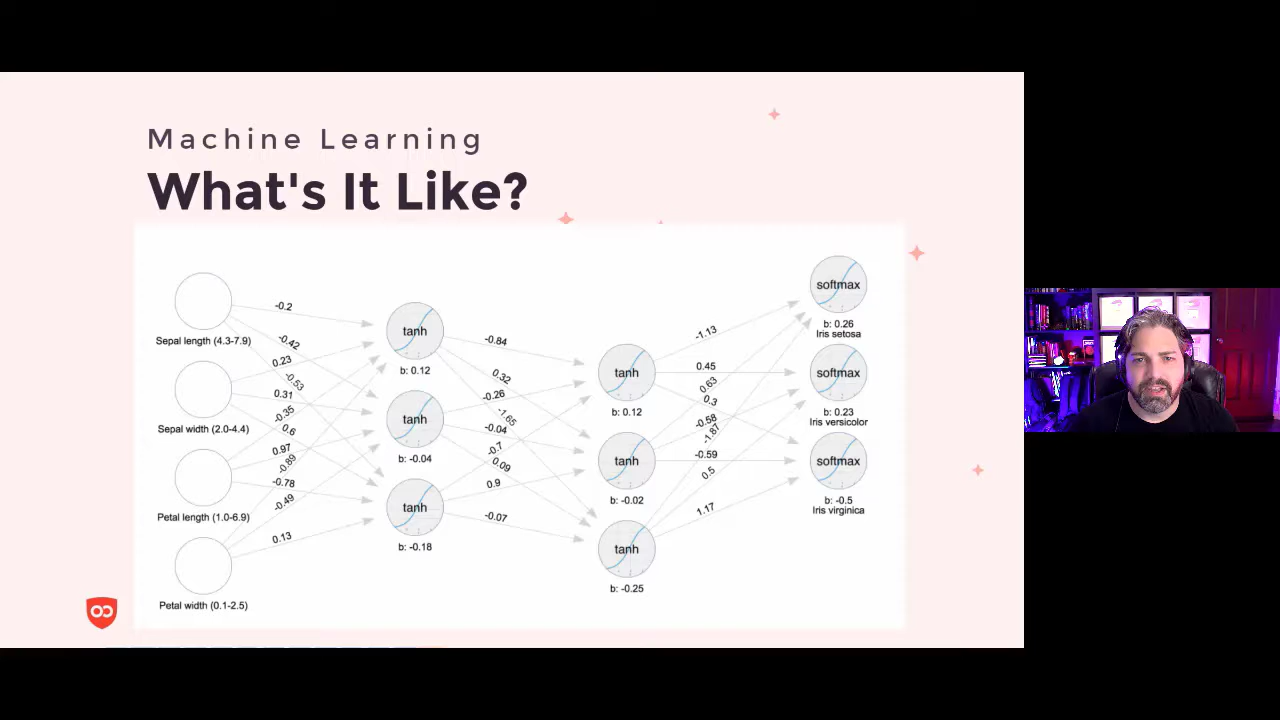 Machine Learning
What's It Like?
Sepal length (4.3-7.9)
Sepal width (2.0-4.4)
Petal length (1.0-6.9)
Petal width (0.1-2.5)
-0.2
-0.42
0.23
-0.53
0.31
-0.35
0.6
0.97
-0.89
-0.78
-0.49
0.13
tanh
b: 0.12
tanh
b: -0.04
tanh
b: -0.18
-0.84
0.32
-0.26
-1.65
-0.04
-0.7
0.09
0.9
-0.07
tanh
b: 0.12
tanh
b: -0.02
tanh
b: -0.25
-1.13
0.45
0.63
0.3
-0.58
-1.87
-0.59
0.5
1.17
softmax
b: 0.26
Iris setosa
softmax
b: 0.23
Iris versicolor
softmax
b: -0.5
Iris virginica